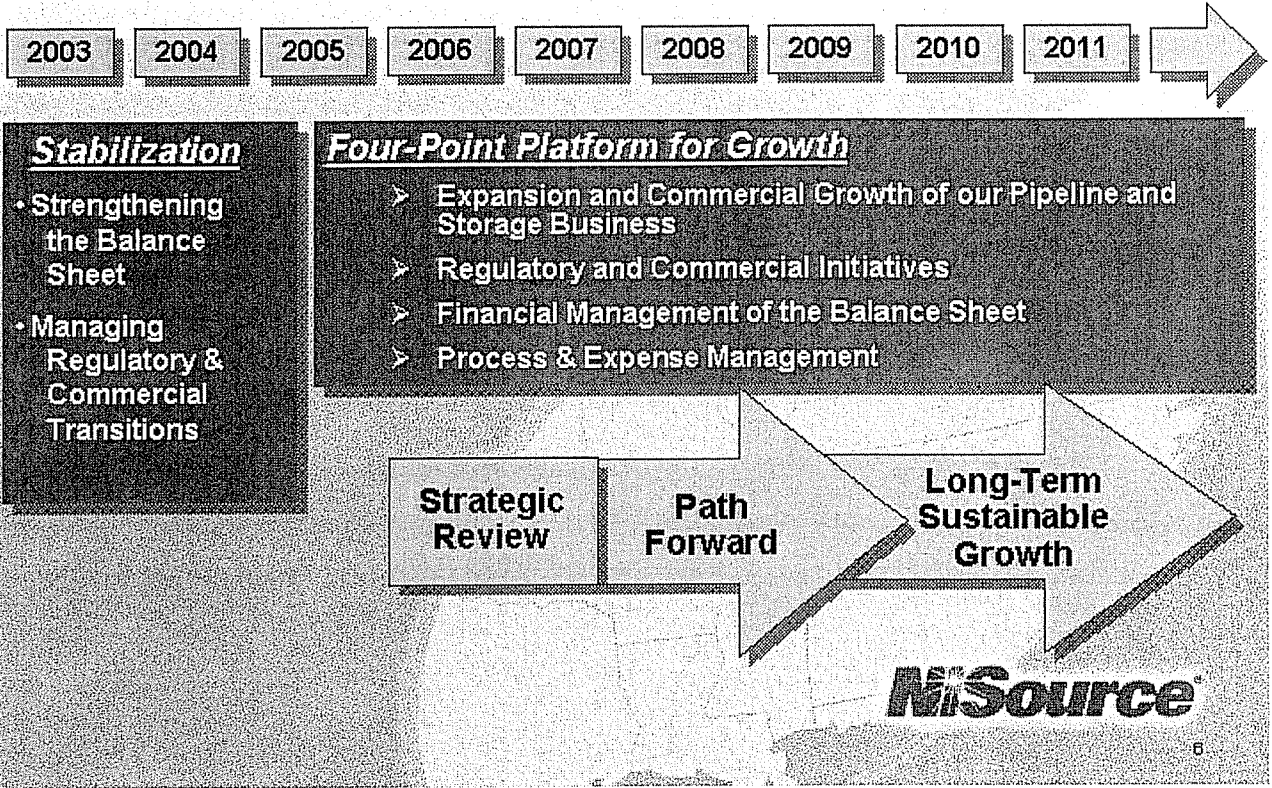 2003 2004 2005 2006 2007 2008 2009 2010 2011
Stabilization
• Strengthening
the Balance
Sheet
• Managing
Regulatory &
Commercial
Transitions
Four-Point Platform for Growth
➢ Expansion and Commercial Growth of our Pipeline and
Storage Business
➢ Regulatory and Commercial Initiatives
➢ Financial Management of the Balance Sheet
➢ Process & Expense Management
Strategic
Review
Path
Forward
Long-Term
Sustainable
Growth
NiSource
6